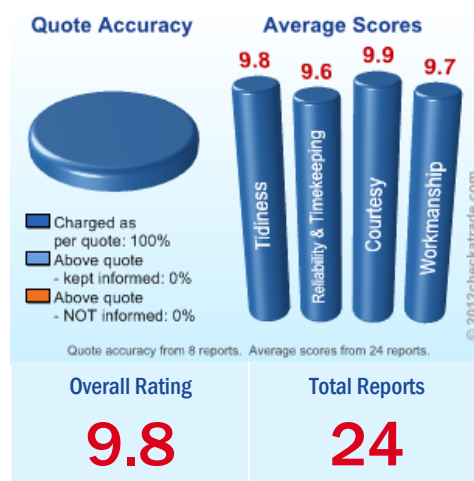 Quote Accuracy
Average Scores
9.8
9.6
9.9
9.7
Tidiness
Reliability & Timekeeping
Courtesy
Workmanship
Charged as
per quote: 100%
Above quote
- kept informed: 0%
Above quote
- NOT informed: 0%
© 2012checkatrade.com
Quote accuracy from 8 reports. Average scores from 24 reports.
Overall Rating
Total Reports
9.8
24